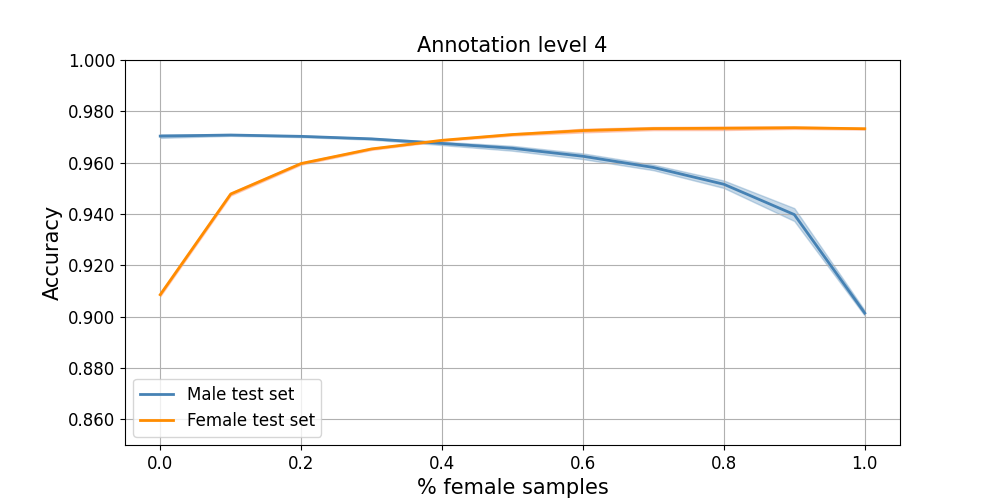 Annotation level 4
1.000
0.980
0.960
0.940
0.920
0.900
0.880
0.860
Accuracy
Male test set
Female test set
0.0 0.2 0.4 0.6 0.8 1.0
% female samples